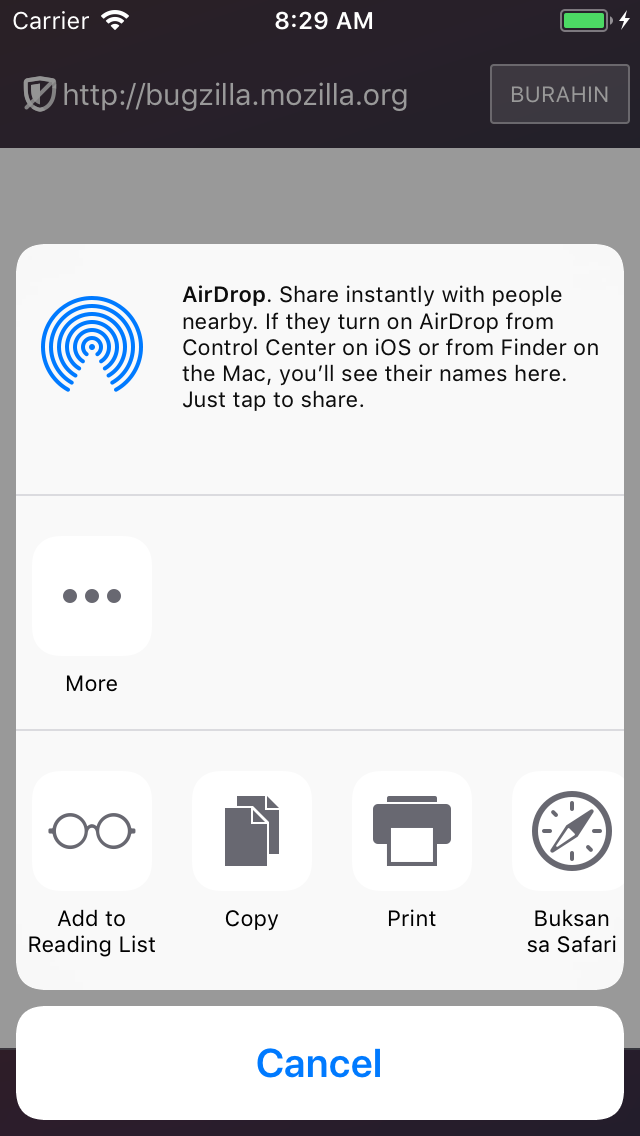 Carrier 8:29 AM
http://bugzilla.mozilla.org BURAHIN
AirDrop. Share instantly with people
nearby. If they turn on AirDrop from
Control Center on iOS or from Finder on
the Mac, you’ll see their names here.
Just tap to share.
More
Add to
Reading List
Copy
Print
Buksan
sa Safari
Cancel